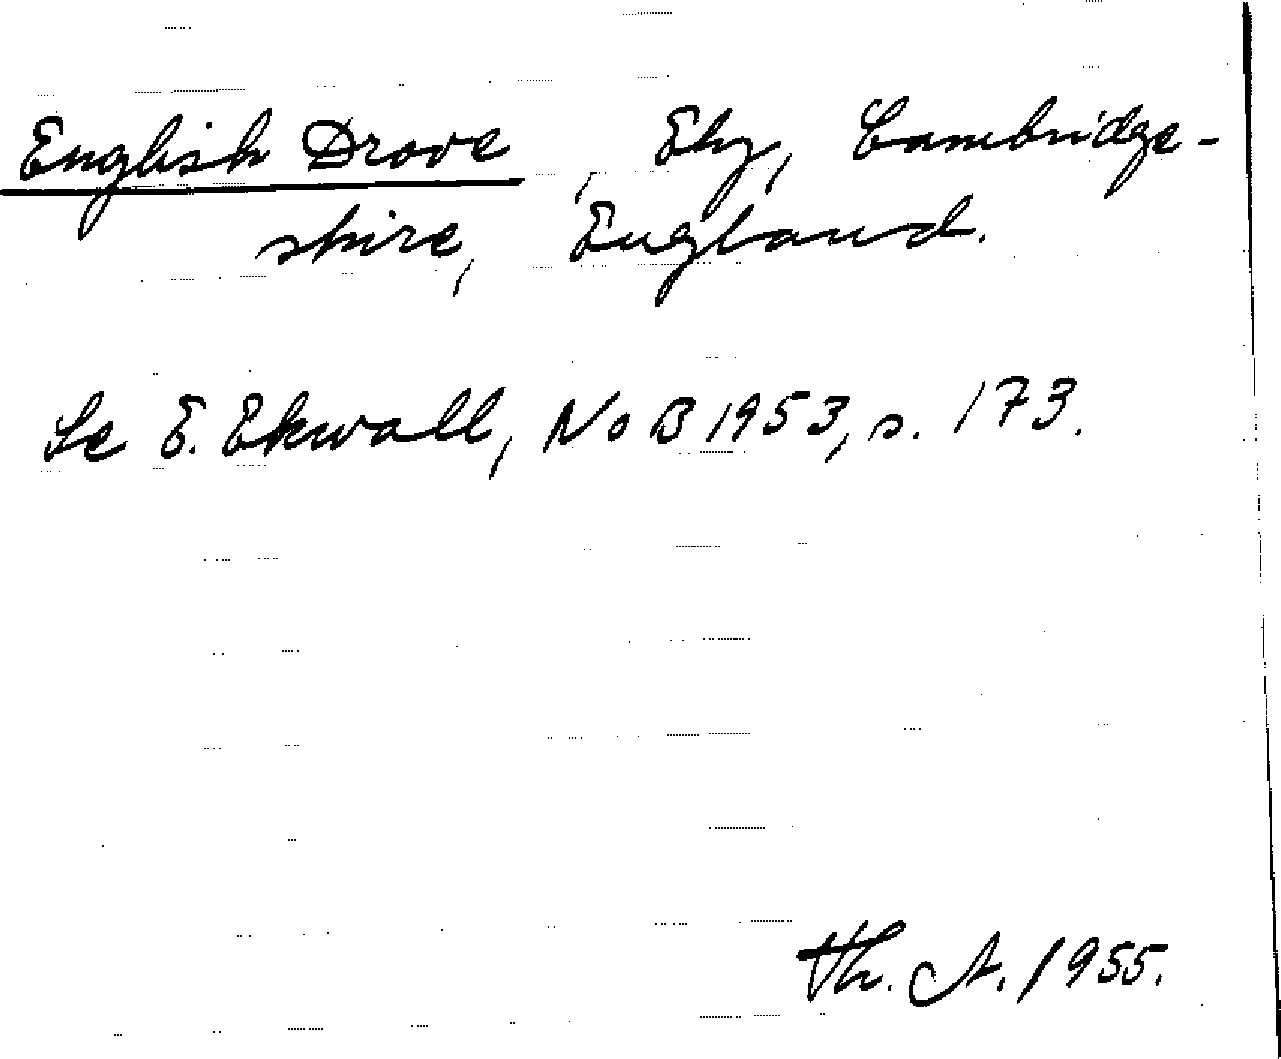 English Drove, Ely, Cambridge-
shire, England.
Se E. Ekwall, NoB 1953, s. 173.
Th. A. 1955.